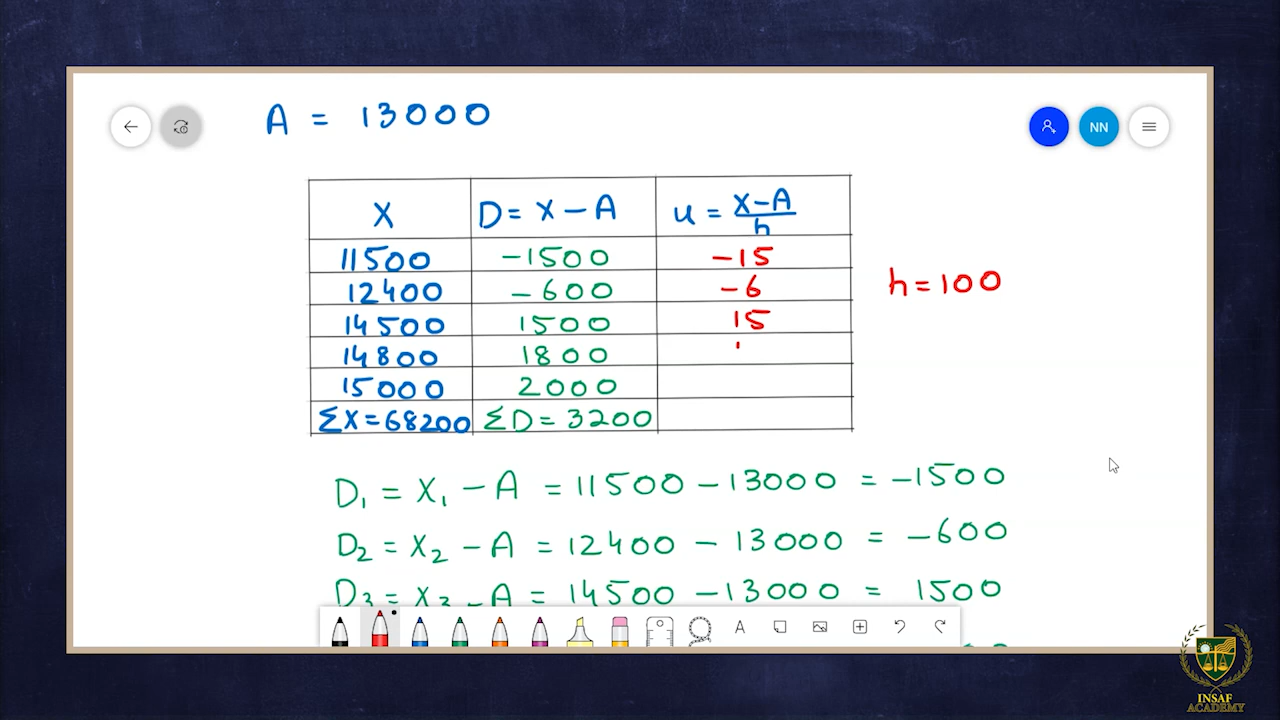 A = 13000
NN
X D = X - A u = X-A/h
11500 -1500 -15
12400 -600 -6
14500 1500 15
14800 1800
15000 2000
ΣX=68200 ΣD = 3200
h = 100
D₁ = X₁ - A = 11500 - 13000 = -1500
D₂ = X₂ - A = 12400 - 13000 = -600
D₃ = X₃ - A = 14500 - 13000 = 1500
A
INSAF
ACADEMY